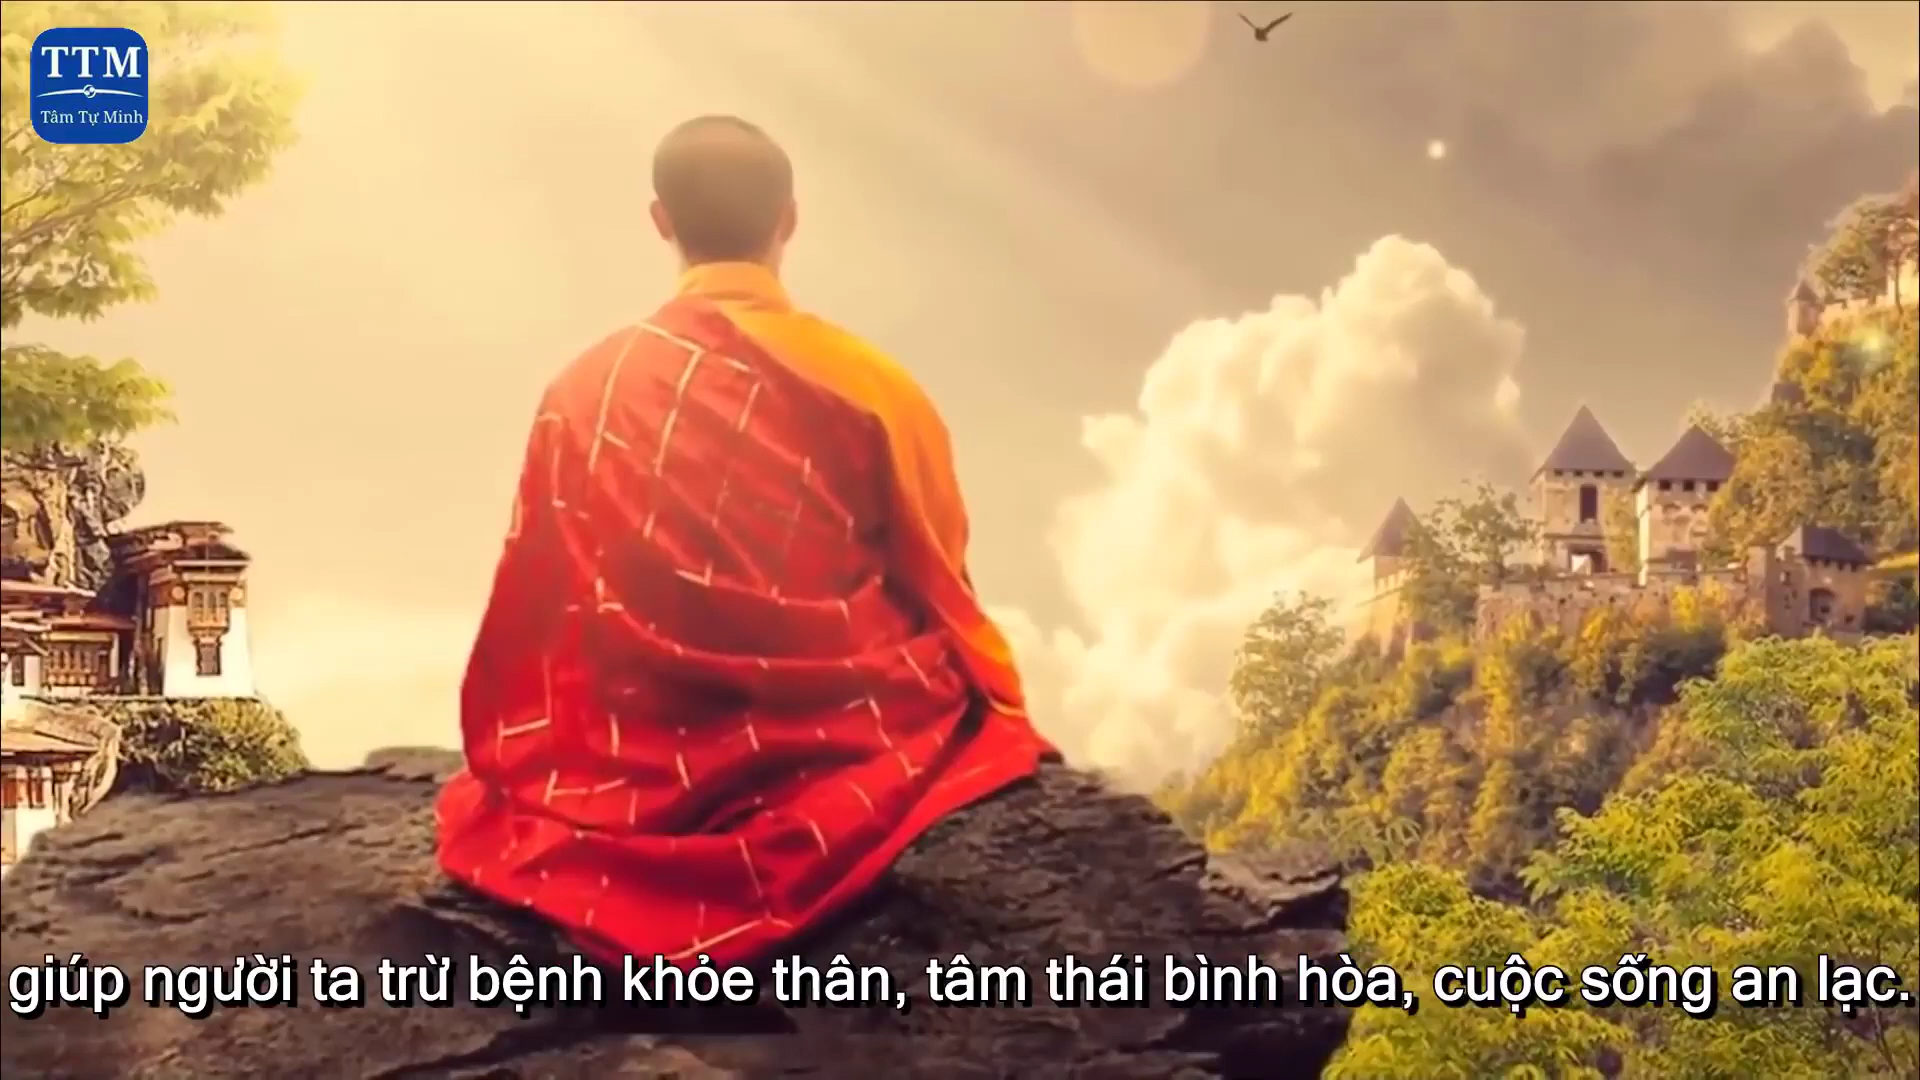 TTM
Tâm Tự Minh
giúp người ta trừ bệnh khỏe thân, tâm thái bình hòa, cuộc sống an lạc.